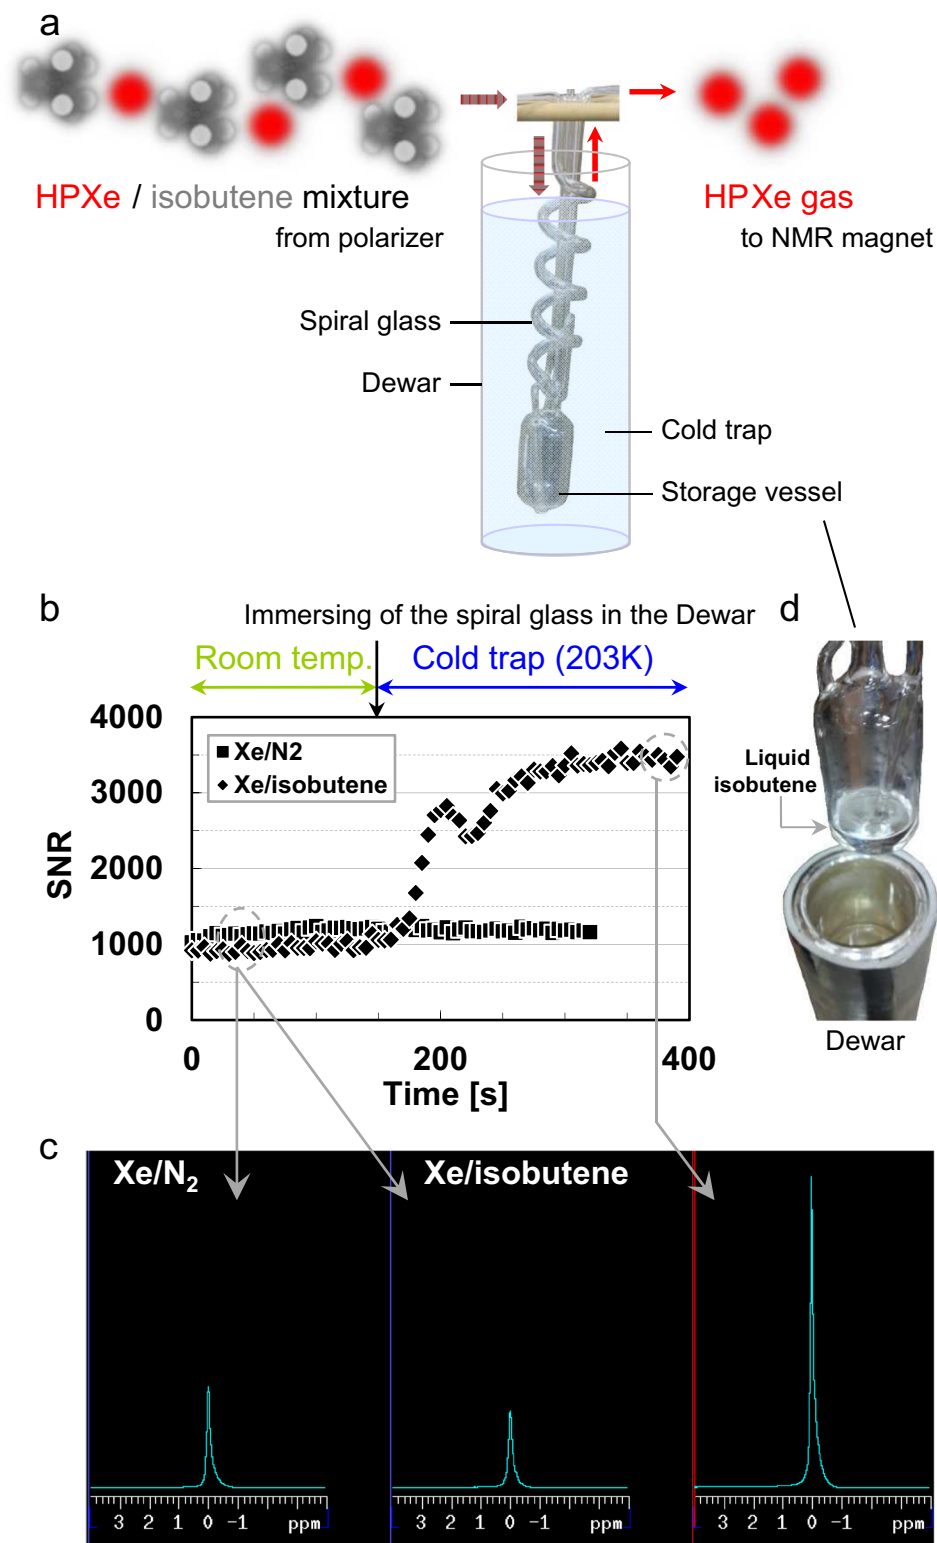 a
HPXe / isobutene mixture
from polarizer
HPXe gas
to NMR magnet
Spiral glass
Dewar
Cold trap
Storage vessel
b
Immersing of the spiral glass in the Dewar
Room temp.
Cold trap (203K)
4000
3000
2000
1000
0
SNR
Xe/N2
Xe/isobutene
0
200
400
Time [s]
d
Liquid
isobutene
Dewar
c
Xe/N2
Xe/isobutene
3 2 1 0 -1 ppm
3 2 1 0 -1 ppm
3 2 1 0 -1 ppm